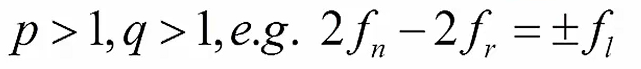 p > 1, q > 1, e.g. 2f_n − 2f_r = ±f_l